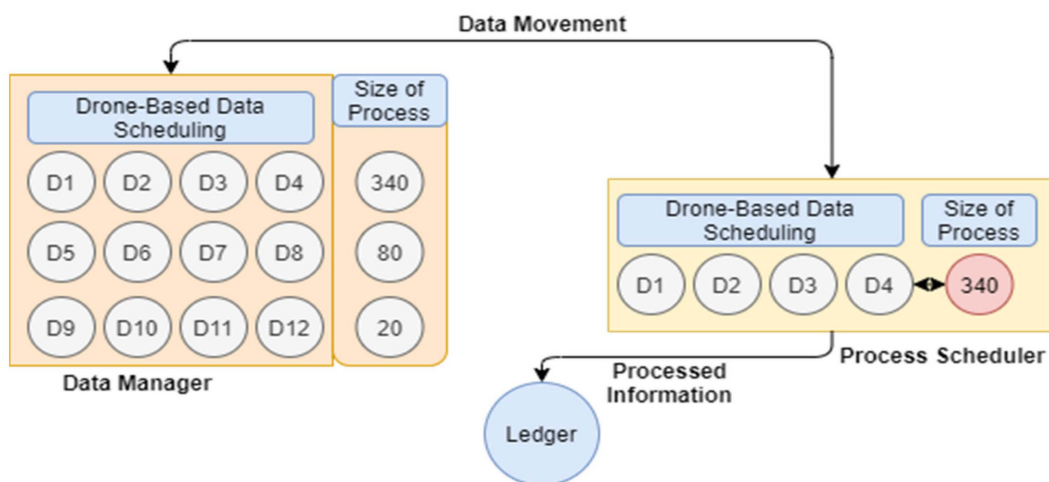 Data Movement
Drone-Based Data
Scheduling
Size of
Process
D1 D2 D3 D4 340
D5 D6 D7 D8 80
D9 D10 D11 D12 20
Data Manager
Drone-Based Data
Scheduling
Size of
Process
D1 D2 D3 D4 340
Process Scheduler
Processed
Information
Ledger